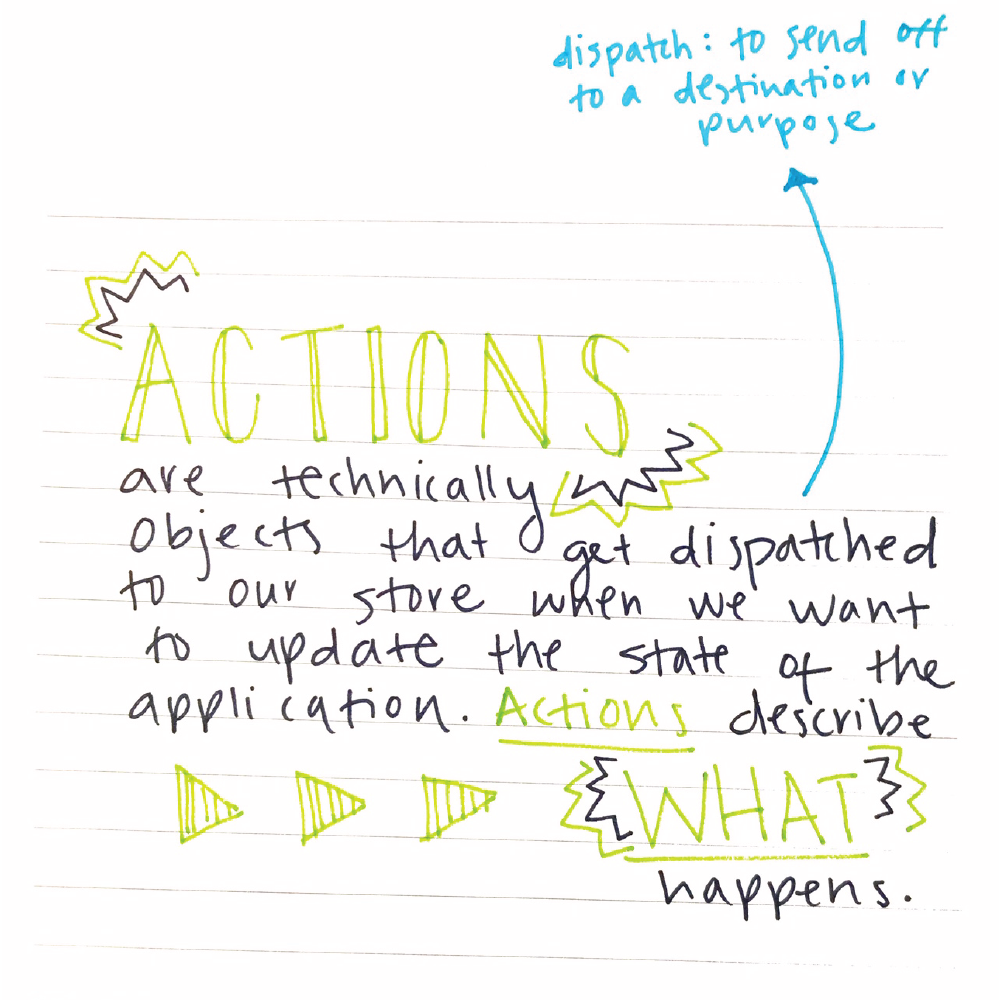 dispatch: to send off
to a destination or
purpose
ACTIONS
are technically
objects that get dispatched
to our store when we want
to update the state of the
application. Actions describe
WHAT
happens.